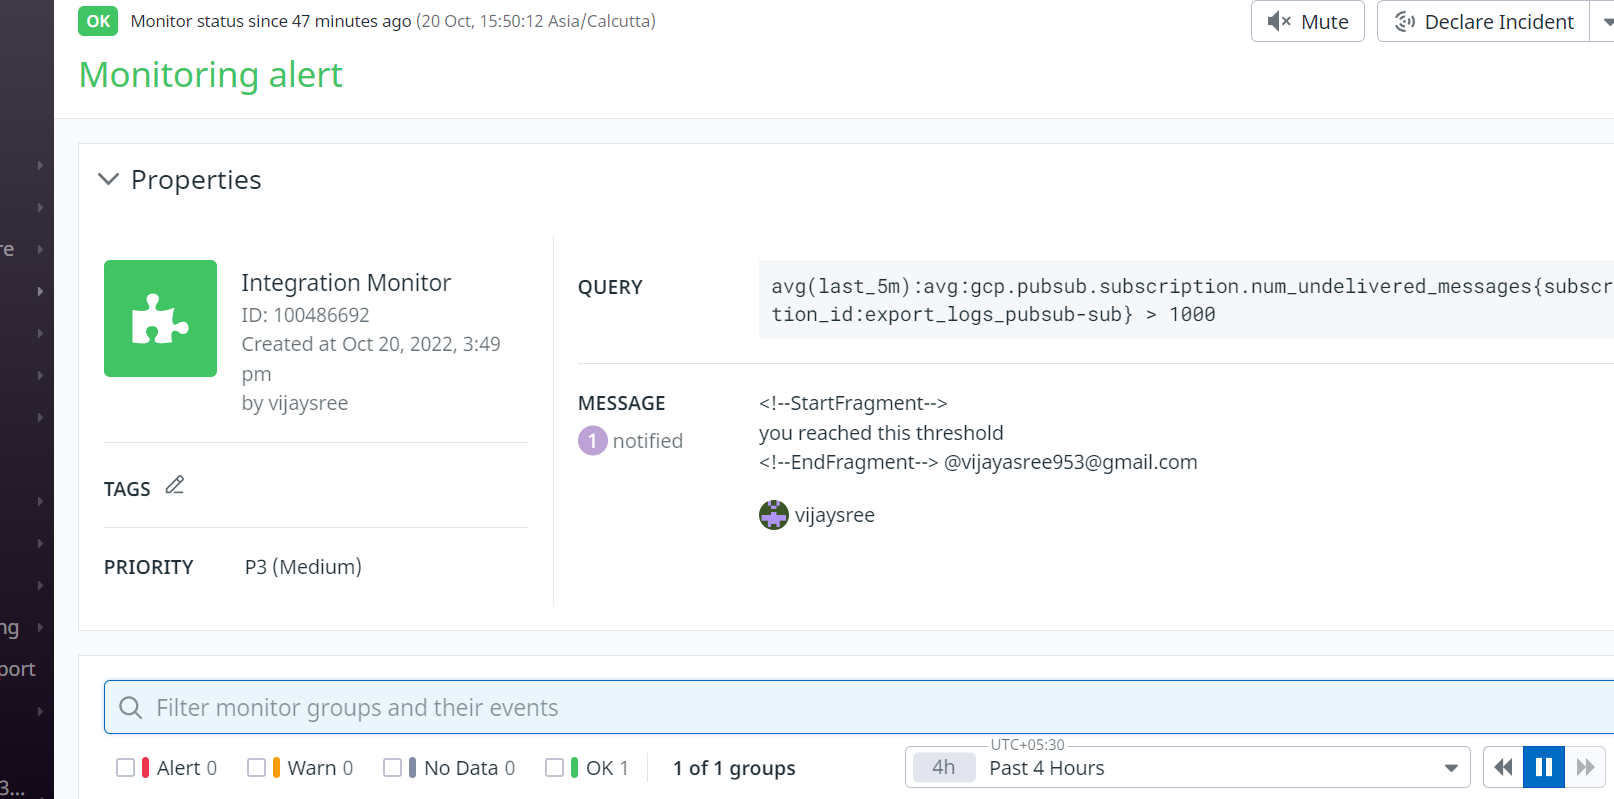 OK Monitor status since 47 minutes ago (20 Oct, 15:50:12 Asia/Calcutta)
Mute
Declare Incident
Monitoring alert
Properties
Integration Monitor
ID: 100486692
Created at Oct 20, 2022, 3:49
pm
by vijaysree
TAGS
PRIORITY P3 (Medium)
QUERY
avg(last_5m):avg:gcp.pubsub.subscription.num_undelivered_messages{subscr
tion_id:export_logs_pubsub-sub} > 1000
MESSAGE
1 notified
<!--StartFragment-->
you reached this threshold
<!--EndFragment--> @vijayasree953@gmail.com
vijaysree
re
ng
port
3...
Filter monitor groups and their events
Alert 0 Warn 0 No Data 0 OK 1 1 of 1 groups
UTC+05:30
4h Past 4 Hours